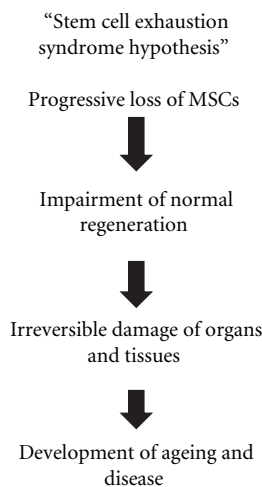 “Stem cell exhaustion
syndrome hypothesis”
Progressive loss of MSCs
Impairment of normal
regeneration
Irreversible damage of organs
and tissues
Development of ageing and
disease